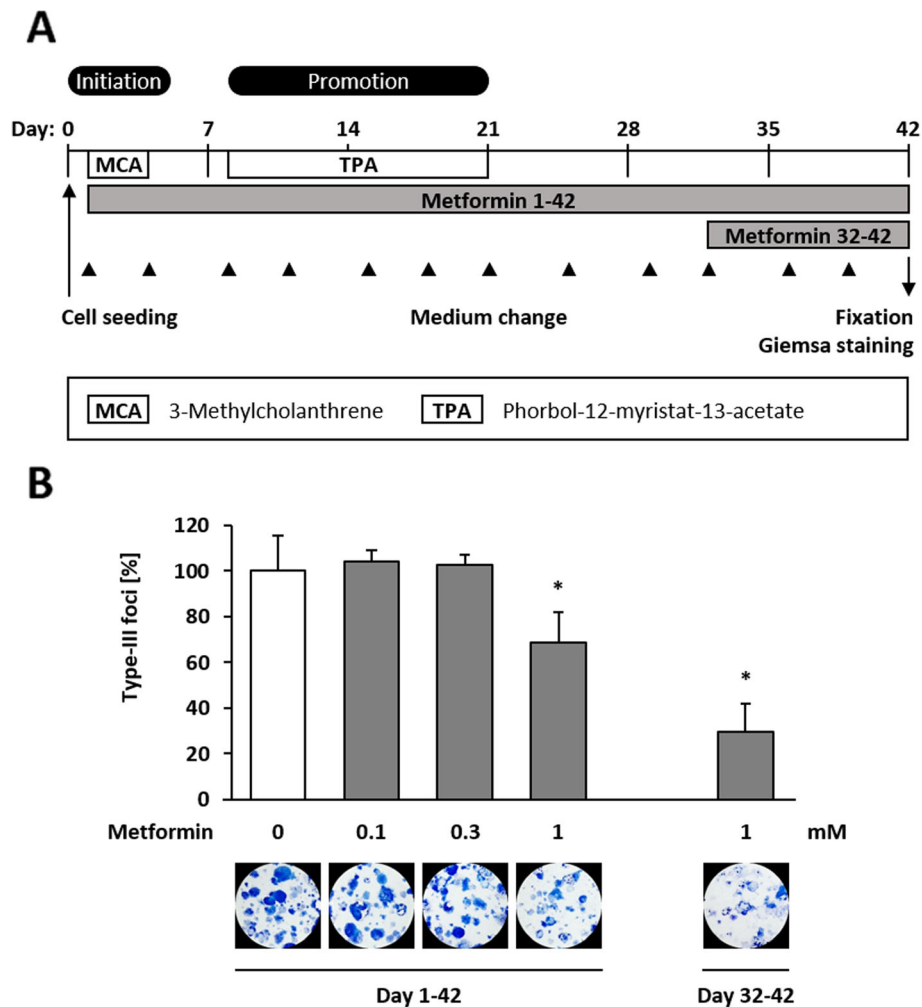 A
Initiation Promotion
Day: 0 7 14 21 28 35 42
MCA TPA
Metformin 1-42
Metformin 32-42
Cell seeding Medium change Fixation
Giemsa staining
MCA 3-Methylcholanthrene TPA Phorbol-12-myristat-13-acetate
B
Type-III foci [%]
120
100
80
60
40
20
0
*
*
Metformin 0 0.1 0.3 1 1 mM
Day 1-42 Day 32-42